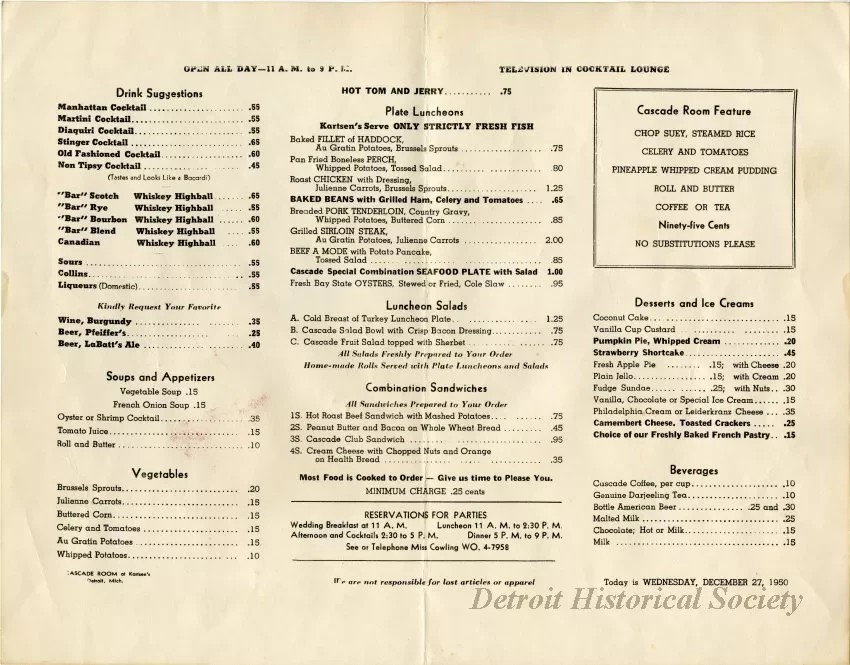 OPEN ALL DAY—11 A. M. to 9 P. M.
TELEVISION IN COCKTAIL LOUNGE
Drink Suggestions
Manhattan Cocktail .55
Martini Cocktail .55
Diaquiri Cocktail .55
Stinger Cocktail .65
Old Fashioned Cocktail .60
Non Tipsy Cocktail .45
(Tastes and Looks Like a Bacardi)
"Bar" Scotch Whiskey Highball .65
"Bar" Rye Whiskey Highball .55
"Bar" Bourbon Whiskey Highball .60
"Bar" Blend Whiskey Highball .55
Canadian Whiskey Highball .60
Sours .55
Collins .55
Liqueurs (Domestic) .55
Kindly Request Your Favorite
Wine, Burgundy .35
Beer, Pfeiffer's .25
Beer, LaBatt's Ale .40
Soups and Appetizers
Vegetable Soup .15
French Onion Soup .15
Oyster or Shrimp Cocktail .35
Tomato Juice .15
Roll and Butter .10
Vegetables
Brussels Sprouts .20
Julienne Carrots .15
Buttered Corn .15
Celery and Tomatoes .15
Au Gratin Potatoes .15
Whipped Potatoes .10
CASCADE ROOM at Kartsen's
Detroit, Mich.
HOT TOM AND JERRY .75
Plate Luncheons
Kartsen's Serve ONLY STRICTLY FRESH FISH
Baked FILLET of HADDOCK,
Au Gratin Potatoes, Brussels Sprouts .75
Pan Fried Boneless PERCH,
Whipped Potatoes, Tossed Salad .80
Roast CHICKEN with Dressing,
Julienne Carrots, Brussels Sprouts 1.25
BAKED BEANS with Grilled Ham, Celery and Tomatoes .65
Breaded PORK TENDERLOIN, Country Gravy,
Whipped Potatoes, Buttered Corn .85
Grilled SIRLOIN STEAK,
Au Gratin Potatoes, Julienne Carrots 2.00
BEEF A MODE with Potato Pancake,
Tossed Salad .85
Cascade Special Combination SEAFOOD PLATE with Salad 1.00
Fresh Bay State OYSTERS, Stewed or Fried, Cole Slaw .95
Luncheon Salads
A. Cold Breast of Turkey Luncheon Plate 1.25
B. Cascade Salad Bowl with Crisp Bacon Dressing .75
C. Cascade Fruit Salad topped with Sherbet .75
All Salads Freshly Prepared to Your Order
Home-made Rolls Served with Plate Luncheons and Salads
Combination Sandwiches
All Sandwiches Prepared to Your Order
1S. Hot Roast Beef Sandwich with Mashed Potatoes .75
2S. Peanut Butter and Bacon on Whole Wheat Bread .45
3S. Cascade Club Sandwich .95
4S. Cream Cheese with Chopped Nuts and Orange
on Health Bread .35
Most Food is Cooked to Order — Give us time to Please You.
MINIMUM CHARGE .25 cents
RESERVATIONS FOR PARTIES
Wedding Breakfast at 11 A. M. Luncheon 11 A. M. to 2:30 P. M.
Afternoon and Cocktails 2:30 to 5 P. M. Dinner 5 P. M. to 9 P. M.
See or Telephone Miss Cowling WO. 4-7958
We are not responsible for lost articles or apparel
Cascade Room Feature
CHOP SUEY, STEAMED RICE
CELERY AND TOMATOES
PINEAPPLE WHIPPED CREAM PUDDING
ROLL AND BUTTER
COFFEE OR TEA
Ninety-five Cents
NO SUBSTITUTIONS PLEASE
Desserts and Ice Creams
Coconut Cake .15
Vanilla Cup Custard .15
Pumpkin Pie, Whipped Cream .20
Strawberry Shortcake .45
Fresh Apple Pie .15; with Cheese .20
Plain Jello .15; with Cream .20
Fudge Sundae .25; with Nuts .30
Vanilla, Chocolate or Special Ice Cream .15
Philadelphia Cream or Leiderkranz Cheese .35
Camembert Cheese, Toasted Crackers .25
Choice of our Freshly Baked French Pastry .15
Beverages
Cascade Coffee, per cup .10
Genuine Darjeeling Tea .10
Bottle American Beer .25 and .30
Malted Milk .25
Chocolate; Hot or Milk .15
Milk .15
Today is WEDNESDAY, DECEMBER 27, 1950
Detroit Historical Society